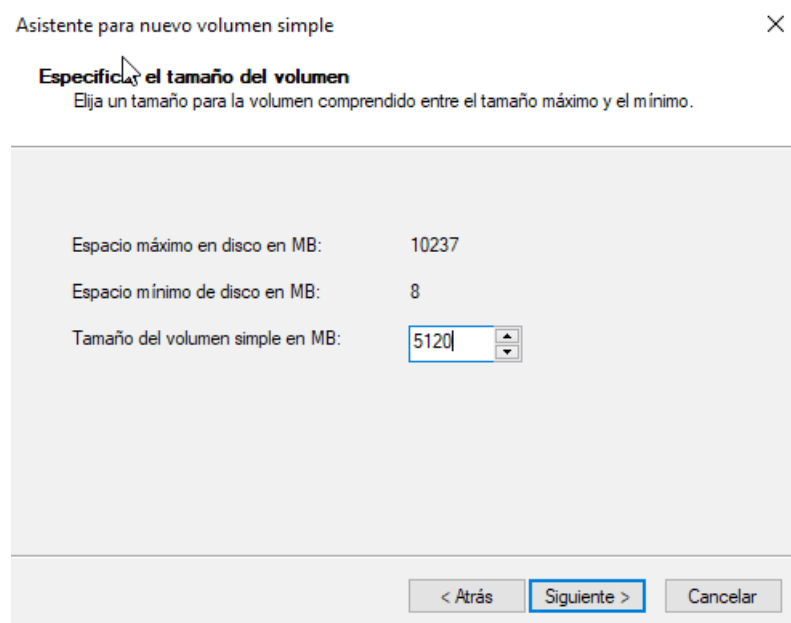 Asistente para nuevo volumen simple
Especificar el tamaño del volumen
Elija un tamaño para la volumen comprendido entre el tamaño máximo y el mínimo.
Espacio máximo en disco en MB: 10237
Espacio mínimo de disco en MB: 8
Tamaño del volumen simple en MB: 5120
< Atrás Siguiente > Cancelar